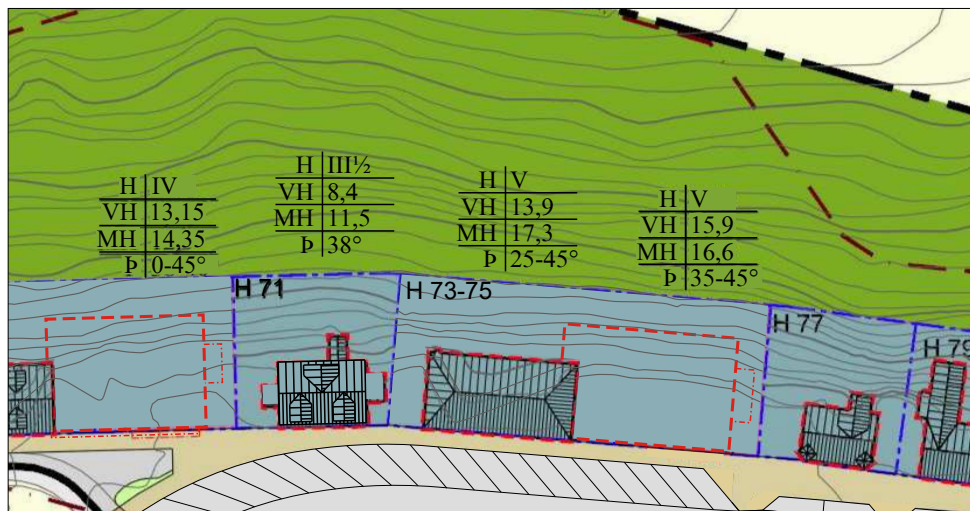 H IV
VH 13,15
MH 14,35
Þ 0-45°
H III½
VH 8,4
MH 11,5
Þ 38°
H V
VH 13,9
MH 17,3
Þ 25-45°
H V
VH 15,9
MH 16,6
Þ 35-45°
H 71
H 73-75
H 77
H 79